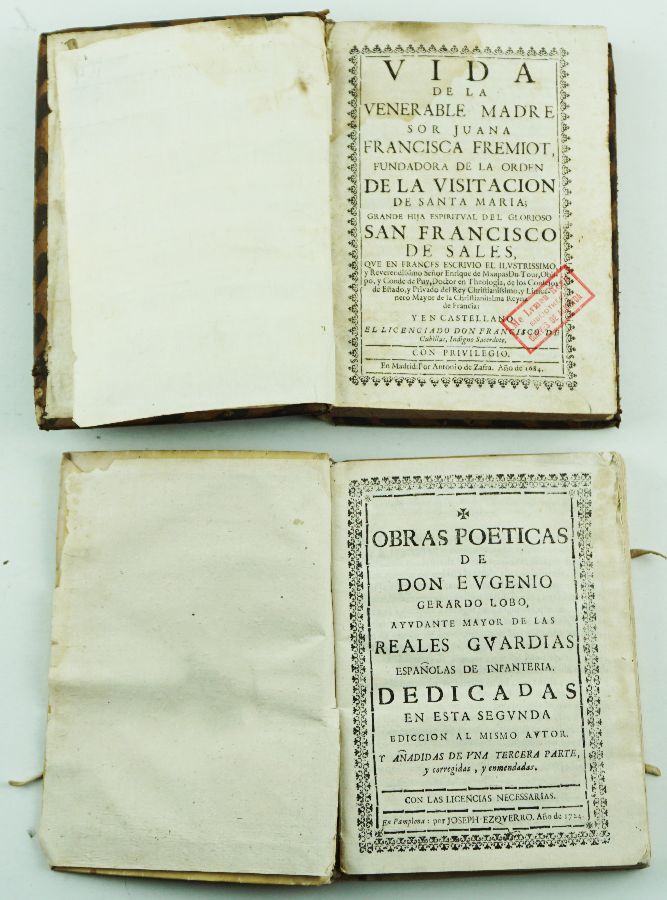 VIDA
DE LA
VENERABLE MADRE
SOR JUANA
FRANCISCA FREMIOT,
FUNDADORA DE LA ORDEN
DE LA VISITACION
DE SANTA MARIA;
GRANDE HIJA ESPIRITVAL DEL GLORIOSO
SAN FRANCISCO
DE SALES,
QVE EN FRANCES ESCRIVIO EL ILVSTRISSIMO,
y Reverendissimo Señor Enrique de Maupas Du-Tour, Obis-
po, y Conde de Puy, Doctor en Theologia, de los Consejos
de Estado, y Privado del Rey Christianissimo, y Limos-
nero Mayor de la Christianissima Reyna
de Francia:
Y EN CASTELLANO
EL LICENCIADO DON FRANCISCO DE
Cubillas, Indigno Sacerdote,
CON PRIVILEGIO.
En Madrid: Por Antonio de Zafra. Año de 1684.
✠
OBRAS POETICAS
DE
DON EVGENIO
GERARDO LOBO,
AYVDANTE MAYOR DE LAS
REALES GVARDIAS
ESPAÑOLAS DE INFANTERIA,
DEDICADAS
EN ESTA SEGVNDA
EDICCION AL MISMO AVTOR.
Y AÑADIDAS DE VNA TERCERA PARTE,
y corregidas, y enmendadas.
CON LAS LICENCIAS NECESSARIAS.
En Pamplona: por JOSEPH EZQVERRO. Año de 1724.